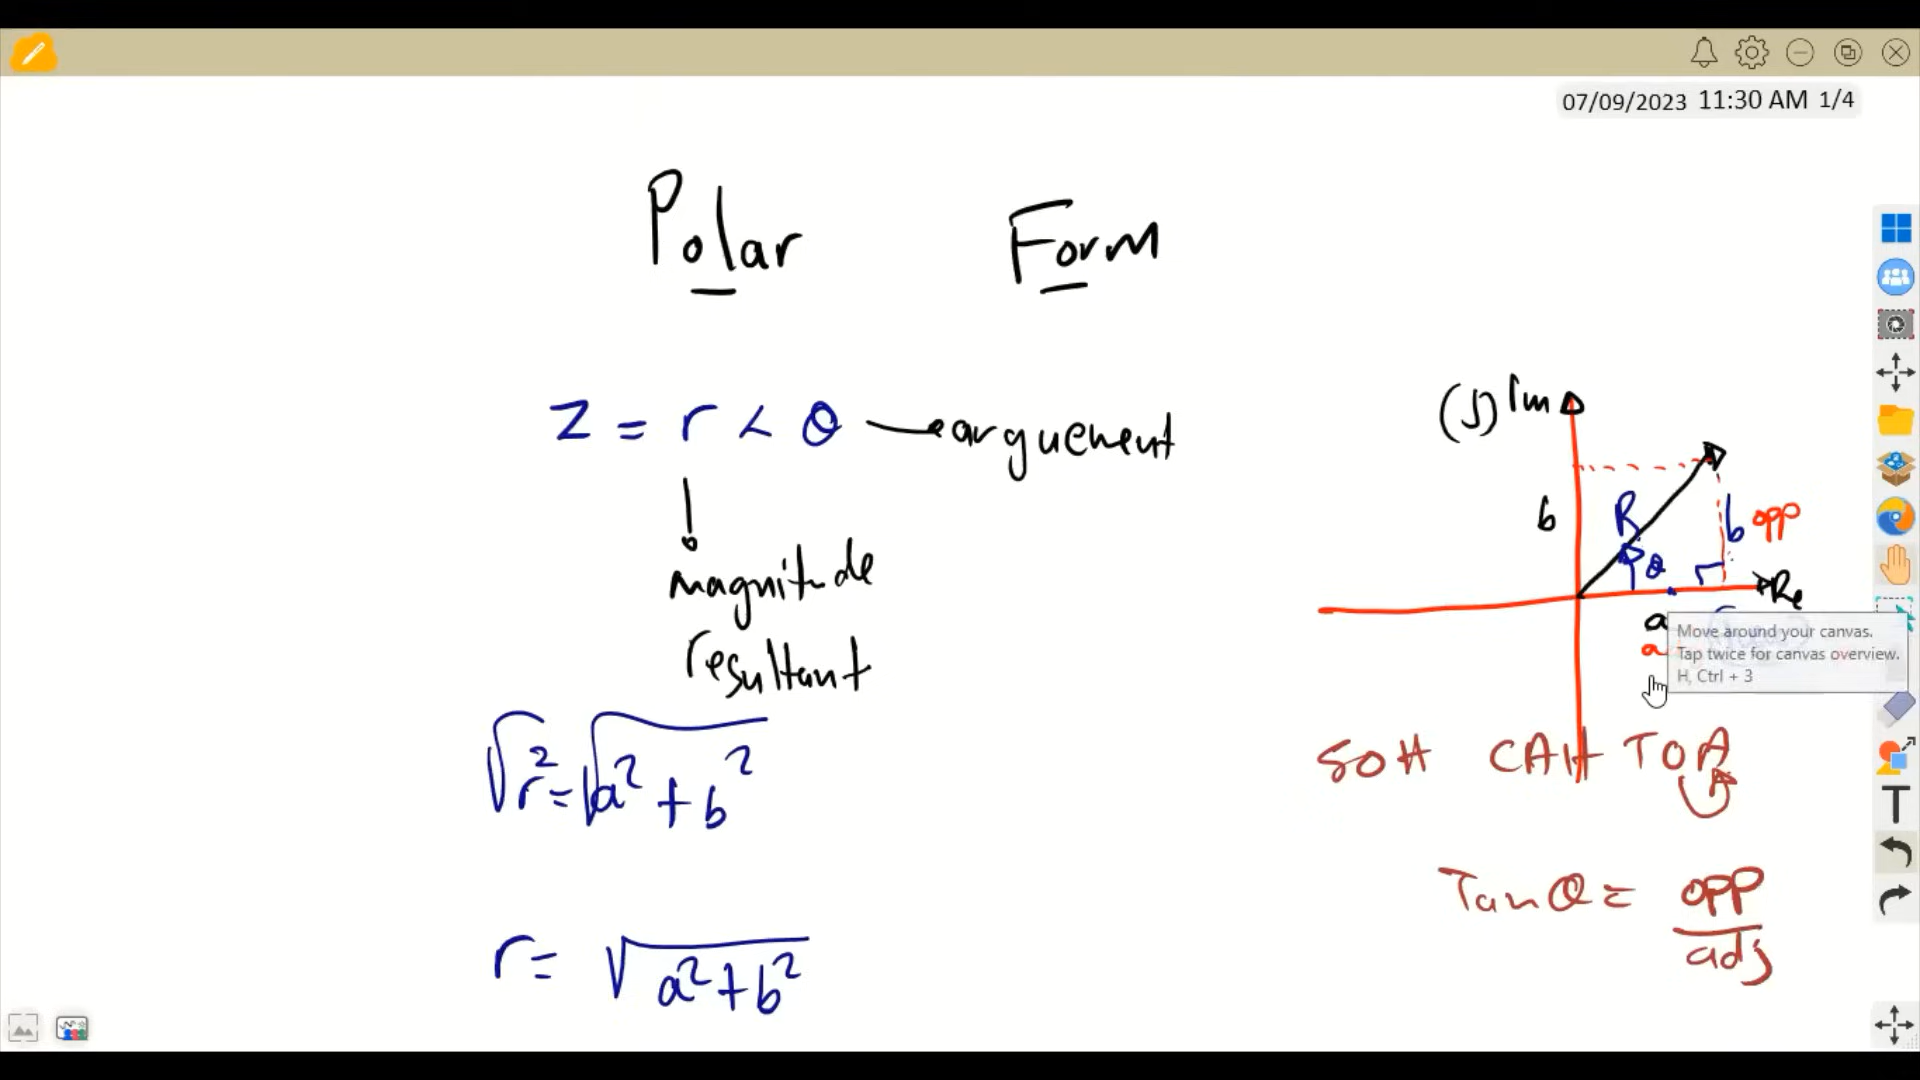 07/09/2023 11:30 AM 1/4
Polar Form
z = r < θ arguement
magnitude
resultant
√r² = √a² + b²
r = √a² + b²
(J) Im
b
R
θ
b opp
Re
a
Move around your canvas.
Tap twice for canvas overview.
H, Ctrl + 3
SOH CAH TOA
Tan θ = opp
adj
T